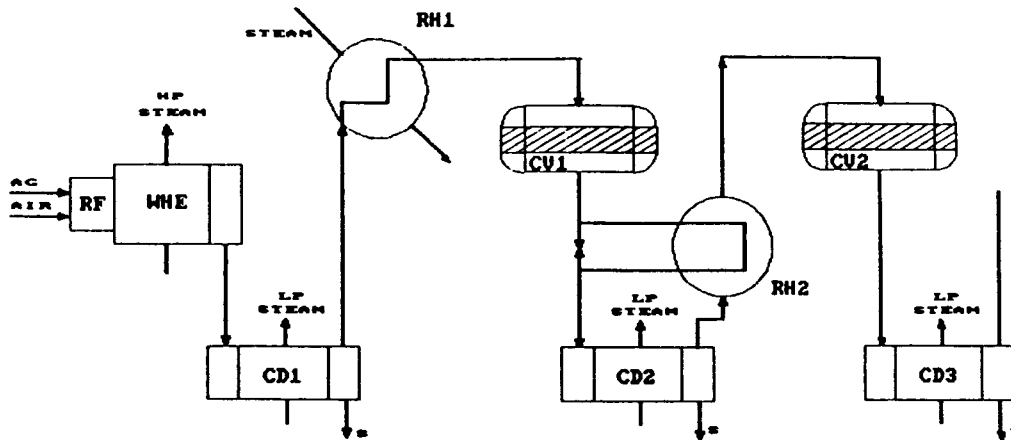 RH1
STEAM
HP
STEAM
CV1
CV2
AC
AIR
RF
WHE
RH2
LP
STEAM
LP
STEAM
LP
STEAM
CD1
CD2
CD3
S
S